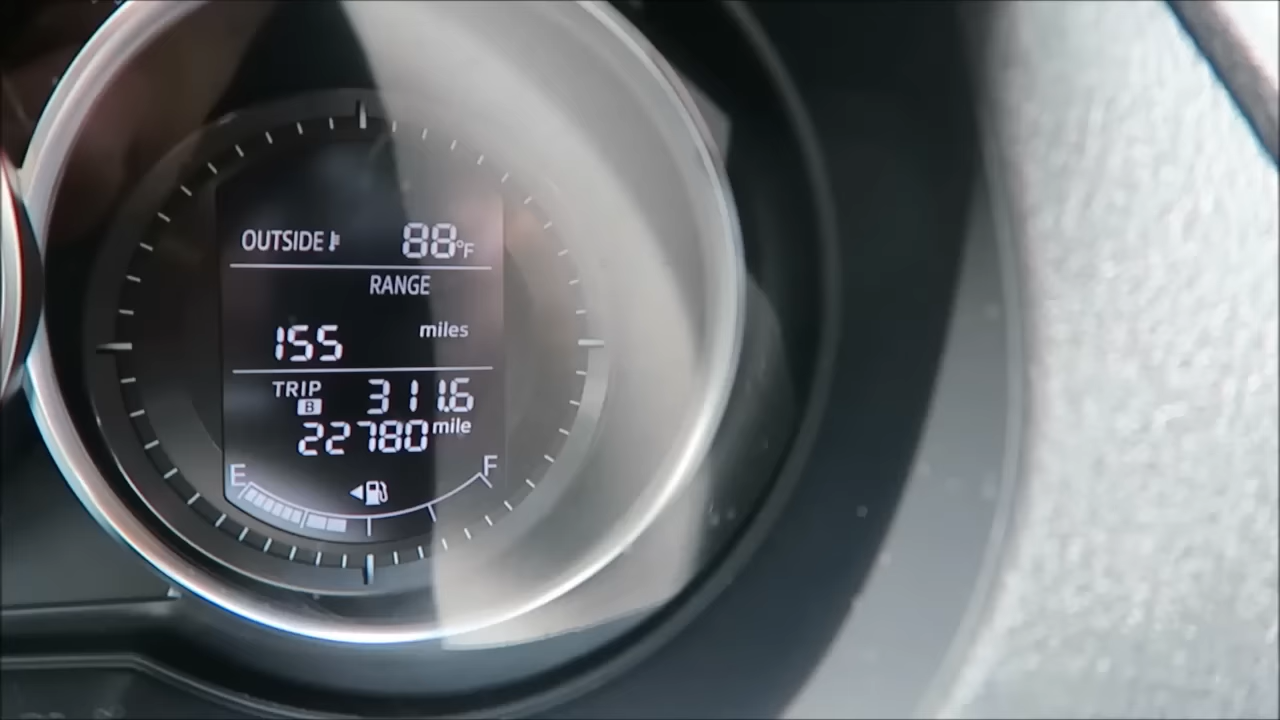 OUTSIDE 88°F
RANGE
155 miles
TRIP B 311.6
22780 mile
E F